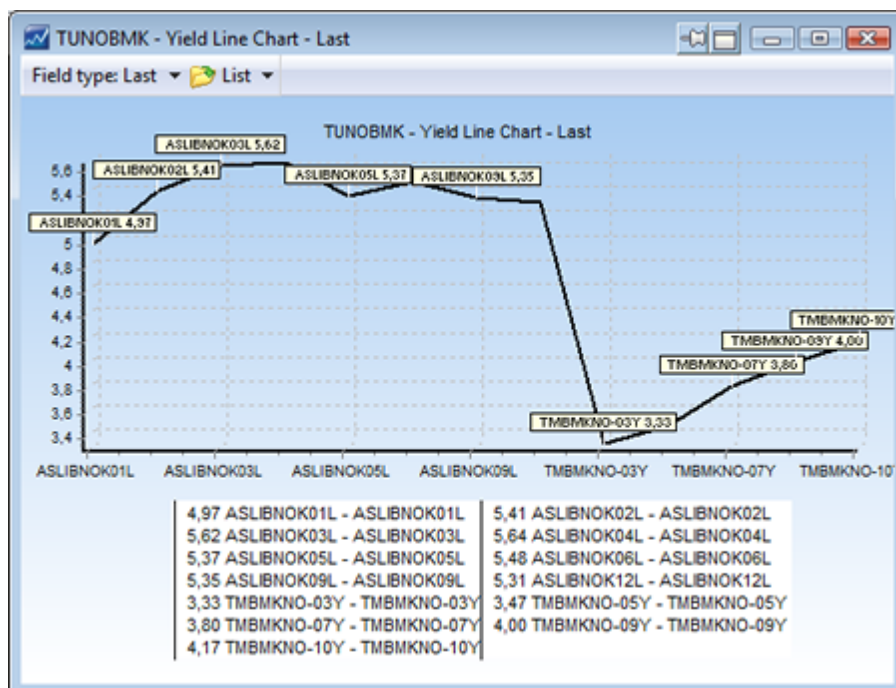 TUNOBMK - Yield Line Chart - Last
Field type: Last List
TUNOBMK - Yield Line Chart - Last
ASLIBNOK03L 5,62
ASLIBNOK02L 5,41
ASLIBNOK05L 5,37
ASLIBNOK09L 5,35
ASLIBNOK01L 4,97
TMBMKNO-10Y
TMBMKNO-09Y 4,00
TMBMKNO-07Y 3,80
TMBMKNO-03Y 3,33
5,6
5,4
5
4,8
4,6
4,4
4,2
4
3,8
3,6
3,4
ASLIBNOK01L ASLIBNOK03L ASLIBNOK05L ASLIBNOK09L TMBMKNO-03Y TMBMKNO-07Y TMBMKNO-10Y
4,97 ASLIBNOK01L - ASLIBNOK01L 5,41 ASLIBNOK02L - ASLIBNOK02L
5,62 ASLIBNOK03L - ASLIBNOK03L 5,64 ASLIBNOK04L - ASLIBNOK04L
5,37 ASLIBNOK05L - ASLIBNOK05L 5,48 ASLIBNOK06L - ASLIBNOK06L
5,35 ASLIBNOK09L - ASLIBNOK09L 5,31 ASLIBNOK12L - ASLIBNOK12L
3,33 TMBMKNO-03Y - TMBMKNO-03Y 3,47 TMBMKNO-05Y - TMBMKNO-05Y
3,80 TMBMKNO-07Y - TMBMKNO-07Y 4,00 TMBMKNO-09Y - TMBMKNO-09Y
4,17 TMBMKNO-10Y - TMBMKNO-10Y